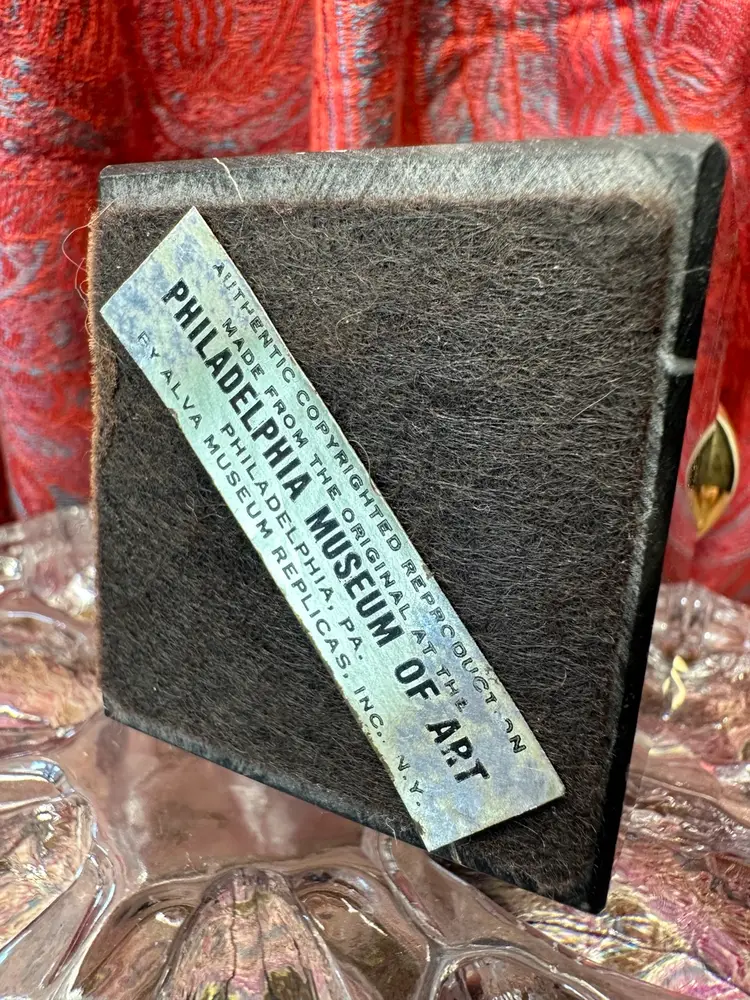 AUTHENTIC COPYRIGHTED REPRODUCTION
MADE FROM THE ORIGINAL AT THE
PHILADELPHIA MUSEUM OF ART
PHILADELPHIA, PA.
BY ALVA MUSEUM REPLICAS, INC., N.Y.